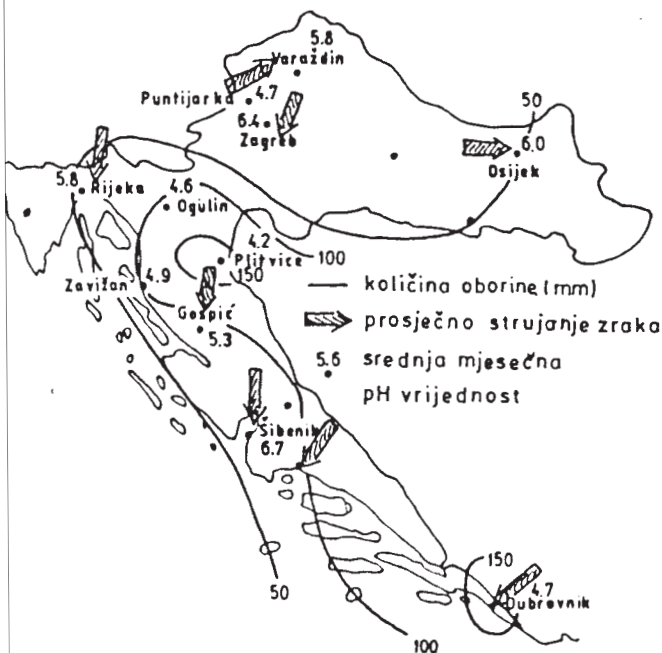 5.8
Varaždin
Puntijarka 4.7
6.4
Zagreb
50
6.0
Osijek
5.8
Rijeka
4.6
Ogulin
4.2
Plitvice
100
150
Zavižan 4.9
Gospić
5.3
količina oborine (mm)
prosječno strujanje zraka
5.6 srednja mjesečna
pH vrijednost
Šibenik
6.7
150
4.7
Dubrovnik
50
100